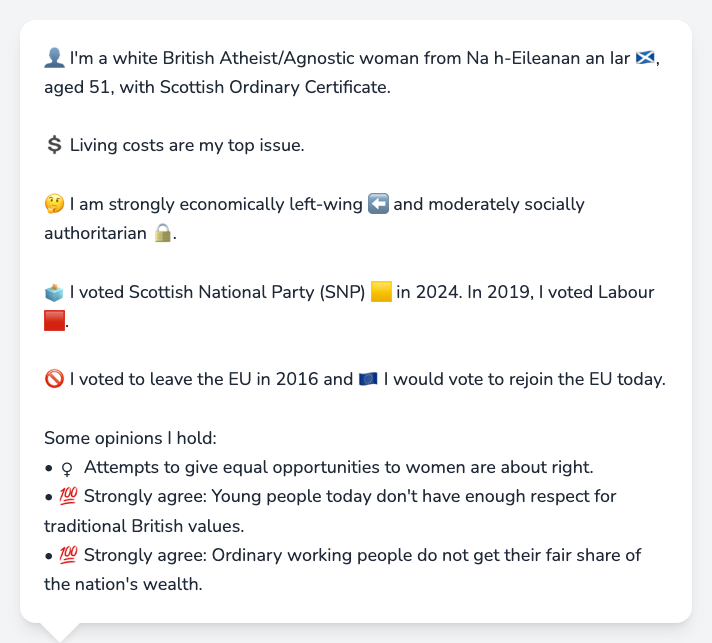 👤 I'm a white British Atheist/Agnostic woman from Na h-Eileanan an Iar 🏴󠁧󠁢󠁳󠁣󠁴󠁿,
aged 51, with Scottish Ordinary Certificate.
💲 Living costs are my top issue.
🤔 I am strongly economically left-wing ⬅️ and moderately socially
authoritarian 🔒.
🗳️ I voted Scottish National Party (SNP) 🟨 in 2024. In 2019, I voted Labour
🟥.
🚫 I voted to leave the EU in 2016 and 🇪🇺 I would vote to rejoin the EU today.
Some opinions I hold:
• ♀ Attempts to give equal opportunities to women are about right.
• 💯 Strongly agree: Young people today don't have enough respect for
traditional British values.
• 💯 Strongly agree: Ordinary working people do not get their fair share of
the nation's wealth.